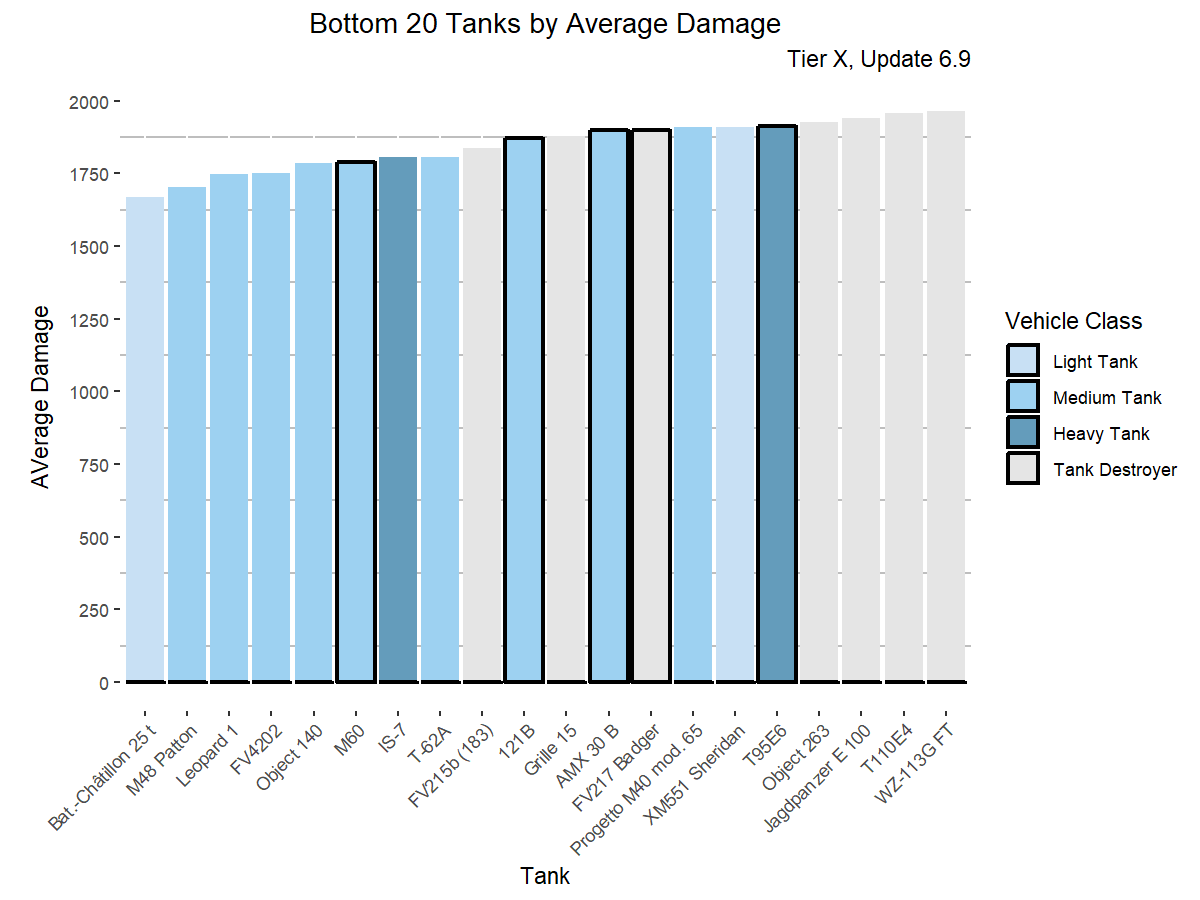 Bottom 20 Tanks by Average Damage
Tier X, Update 6.9
AVerage Damage
2000
1750
1500
1250
1000
750
500
250
0
Bat.-Châtillon 25 t
M48 Patton
Leopard 1
FV4202
Object 140
M60
IS-7
T-62A
FV215b (183)
121B
Grille 15
AMX 30 B
FV217 Badger
Progetto M40 mod. 65
XM551 Sheridan
T95E6
Object 263
Jagdpanzer E 100
T110E4
WZ-113G FT
Tank
Vehicle Class
Light Tank
Medium Tank
Heavy Tank
Tank Destroyer